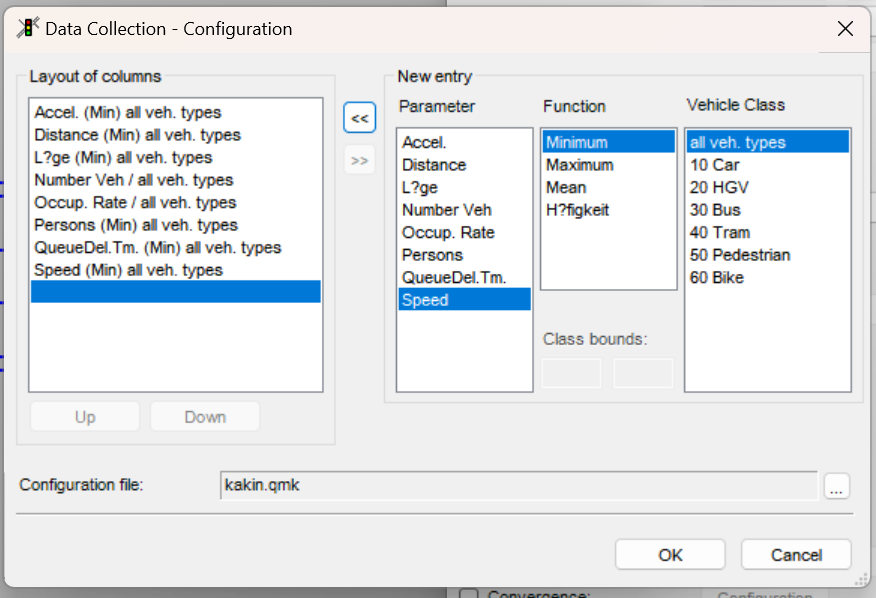 Data Collection - Configuration
Layout of columns
Accel. (Min) all veh. types
Distance (Min) all veh. types
L?ge (Min) all veh. types
Number Veh / all veh. types
Occup. Rate / all veh. types
Persons (Min) all veh. types
QueueDel.Tm. (Min) all veh. types
Speed (Min) all veh. types
Up
Down
<<
>>
New entry
Parameter
Accel.
Distance
L?ge
Number Veh
Occup. Rate
Persons
QueueDel.Tm.
Speed
Function
Minimum
Maximum
Mean
H?figkeit
Class bounds:
Vehicle Class
all veh. types
10 Car
20 HGV
30 Bus
40 Tram
50 Pedestrian
60 Bike
Configuration file:
kakin.qmk
...
OK
Cancel
Convergence:
Configuration